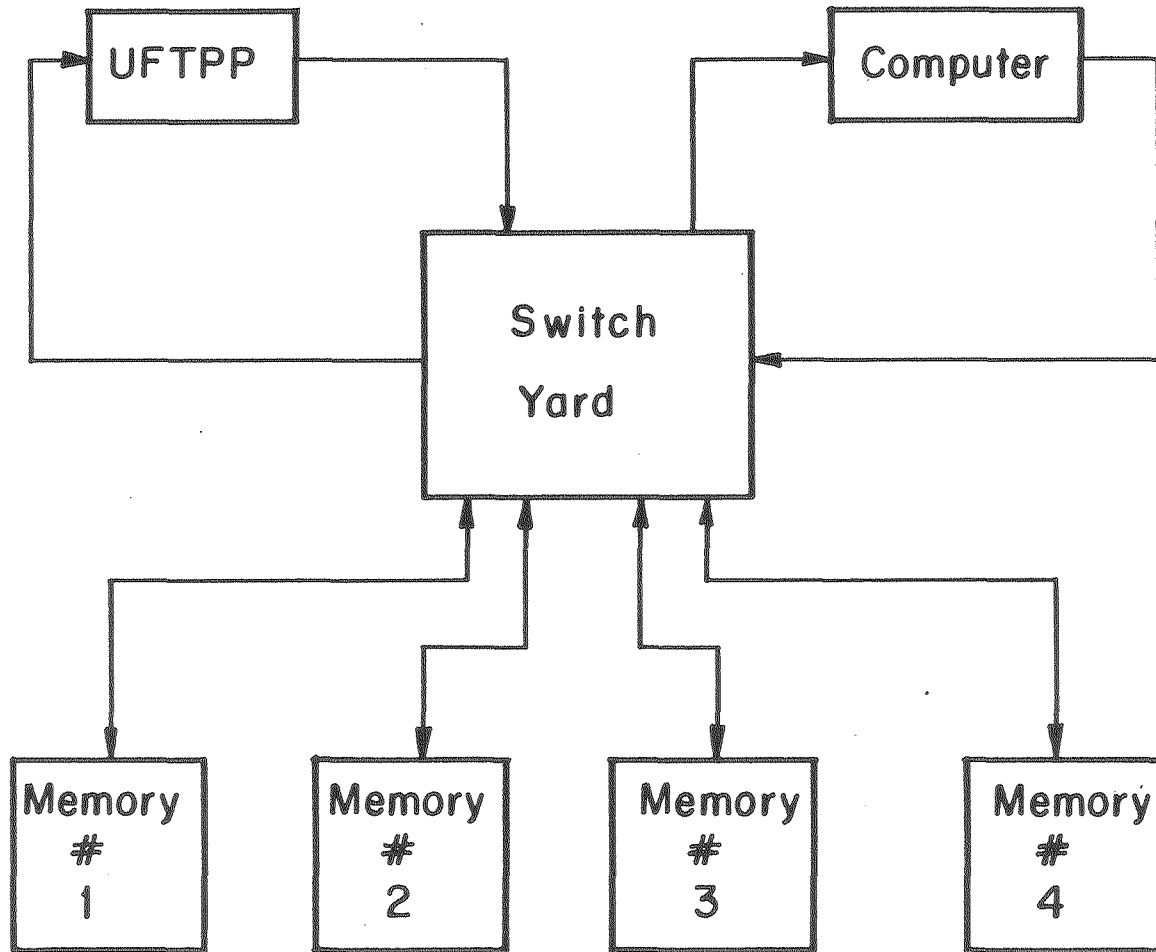 UFTPP
Computer
Switch
Yard
Memory
#
1
Memory
#
2
Memory
#
3
Memory
#
4